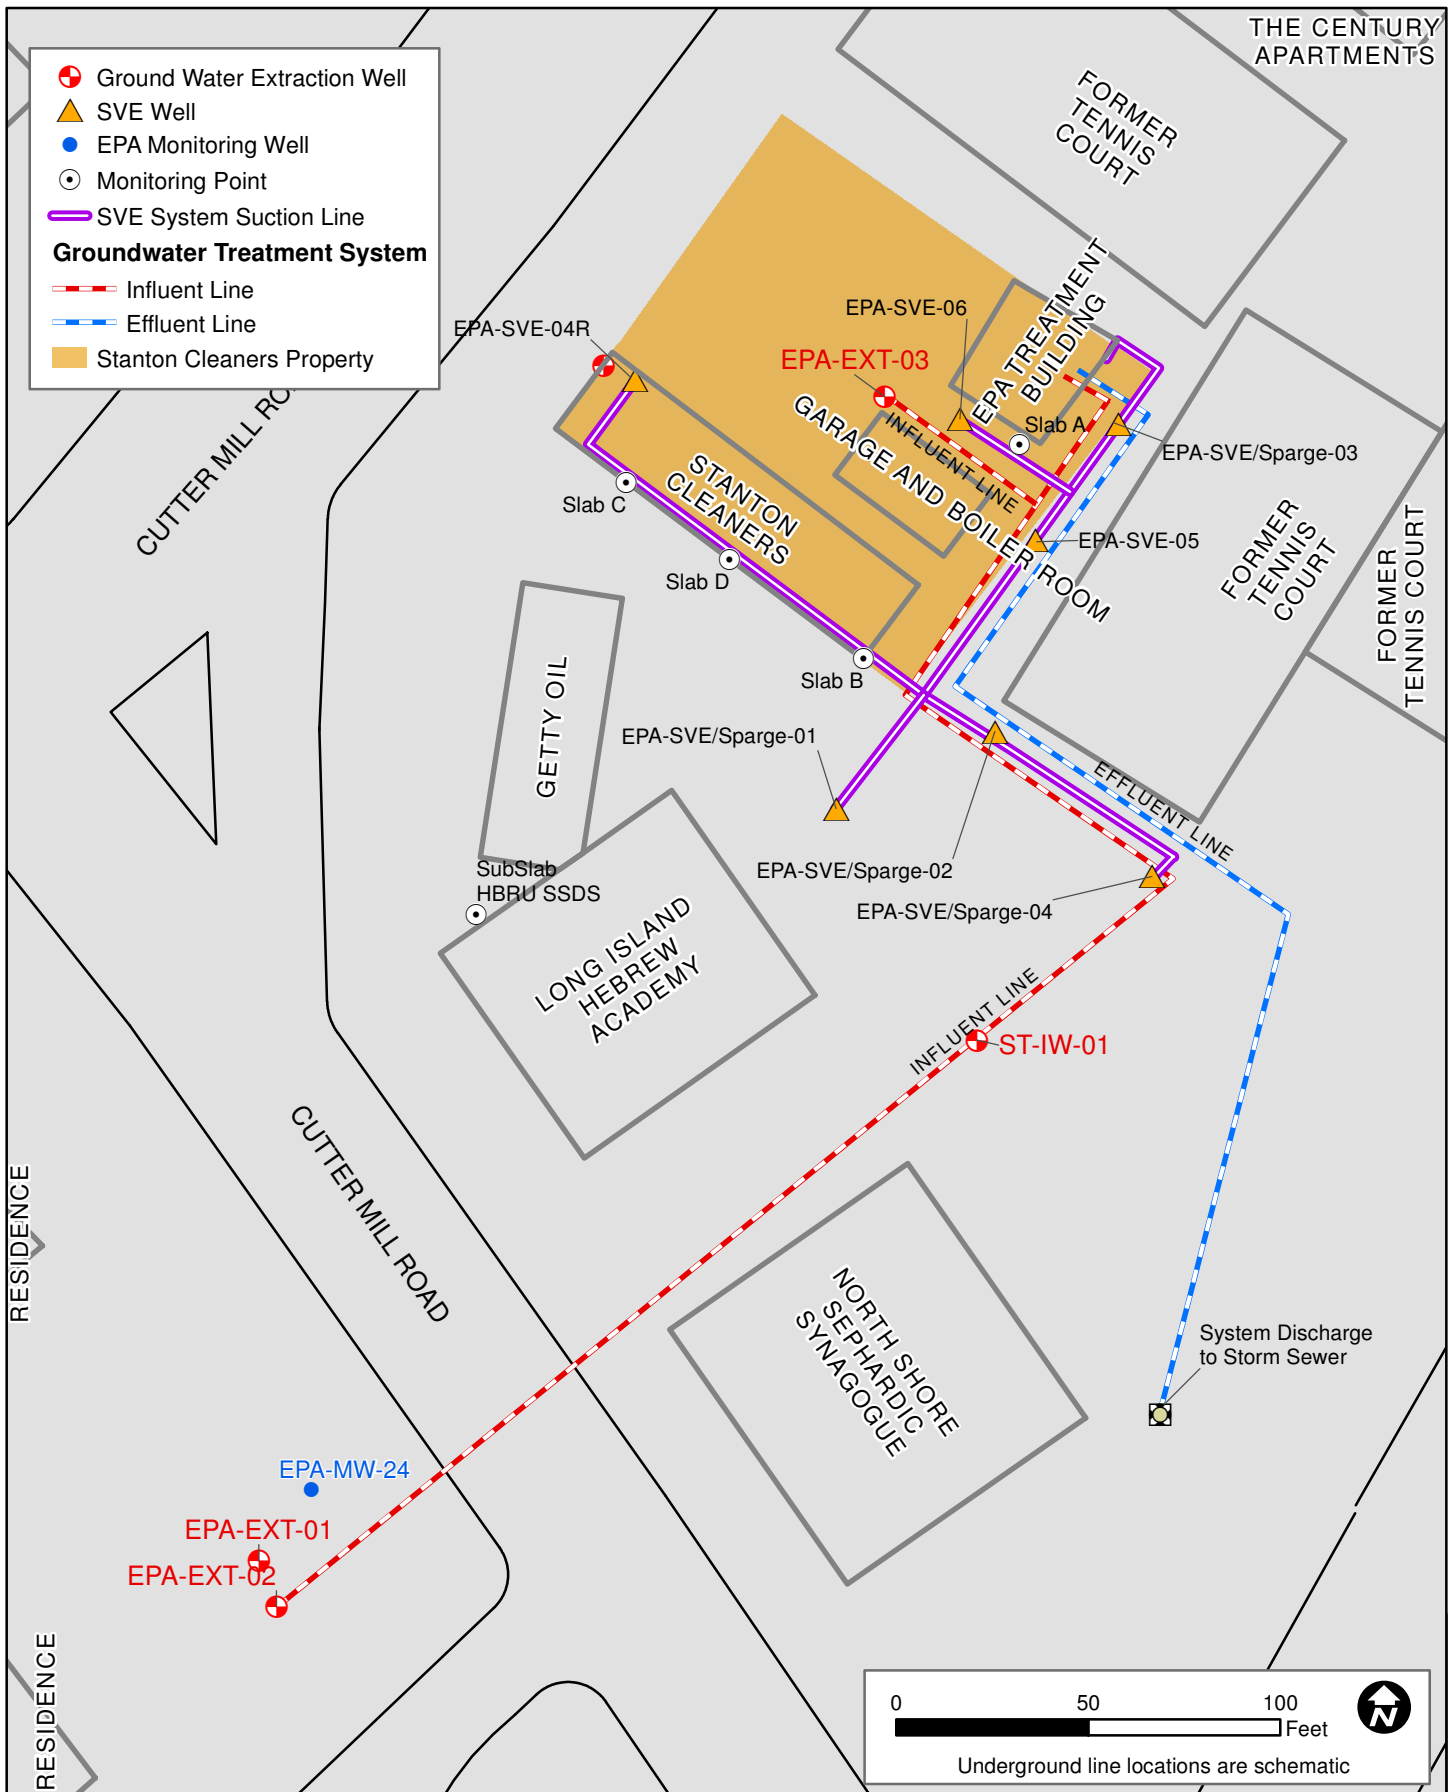 THE CENTURY
APARTMENTS
Ground Water Extraction Well
SVE Well
EPA Monitoring Well
Monitoring Point
SVE System Suction Line
Groundwater Treatment System
Influent Line
Effluent Line
Stanton Cleaners Property
FORMER
TENNIS
COURT
EPA TREATMENT
BUILDING
EPA-SVE-06
EPA-SVE-04R
EPA-EXT-03
CUTTER MILL RO
GARAGE AND BOILER ROOM
INFLUENT LINE
Slab A
EPA-SVE/Sparge-03
STANTON
CLEANERS
Slab C
EPA-SVE-05
FORMER
TENNIS
COURT
FORMER
TENNIS COURT
Slab D
Slab B
GETTY OIL
EPA-SVE/Sparge-01
EFFLUENT LINE
EPA-SVE/Sparge-02
SubSlab
HBRU SSDS
EPA-SVE/Sparge-04
LONG ISLAND
HEBREW
ACADEMY
INFLUENT LINE
ST-IW-01
CUTTER MILL ROAD
RESIDENCE
NORTH SHORE
SEPHARDIC
SYNAGOGUE
System Discharge
to Storm Sewer
EPA-MW-24
EPA-EXT-01
EPA-EXT-02
RESIDENCE
0 50 100
Feet
N
Underground line locations are schematic